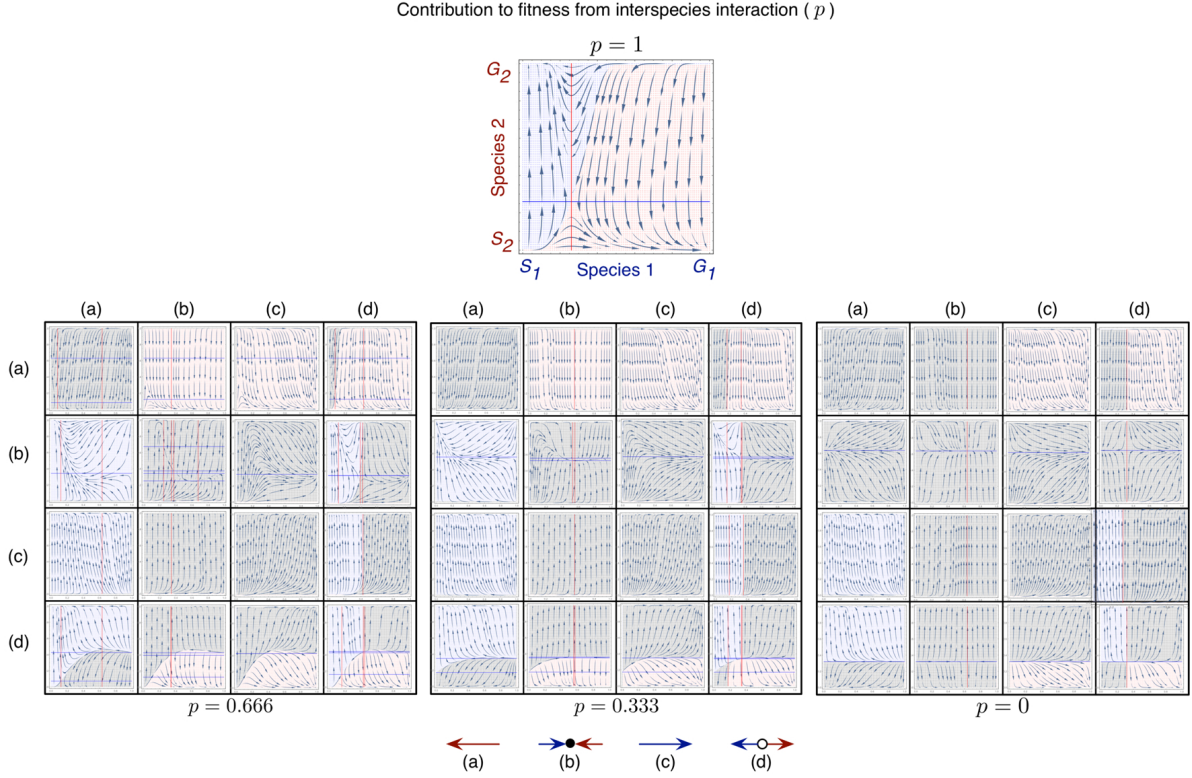 Contribution to fitness from interspecies interaction ( p )
p = 1
G2
Species 2
S2
S1 Species 1 G1
(a) (b) (c) (d) (a) (b) (c) (d) (a) (b) (c) (d)
(a)
(b)
(c)
(d)
p = 0.666 p = 0.333 p = 0
(a) (b) (c) (d)